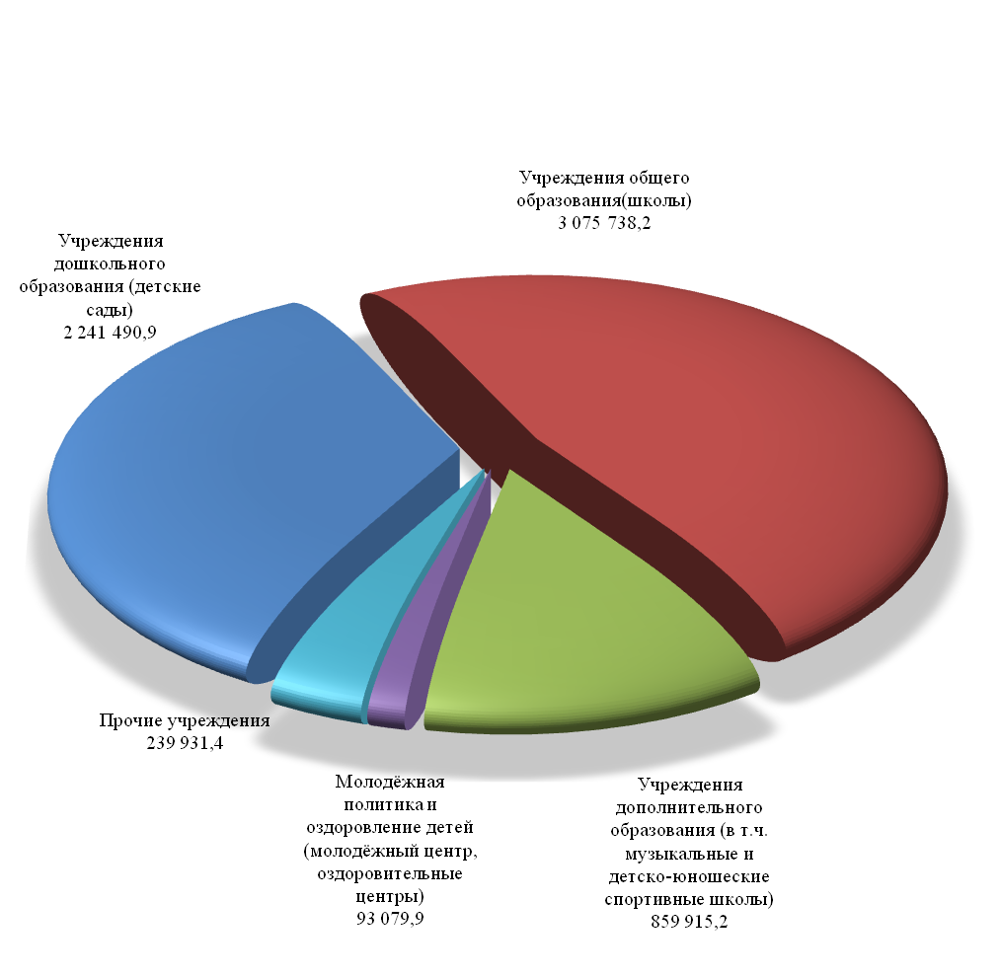 Учреждения общего
образования(школы)
3 075 738,2
Учреждения
дошкольного
образования (детские
сады)
2 241 490,9
Прочие учреждения
239 931,4
Молодёжная
политика и
оздоровление детей
(молодёжный центр,
оздоровительные
центры)
93 079,9
Учреждения
дополнительного
образования (в т.ч.
музыкальные и
детско-юношеские
спортивные школы)
859 915,2